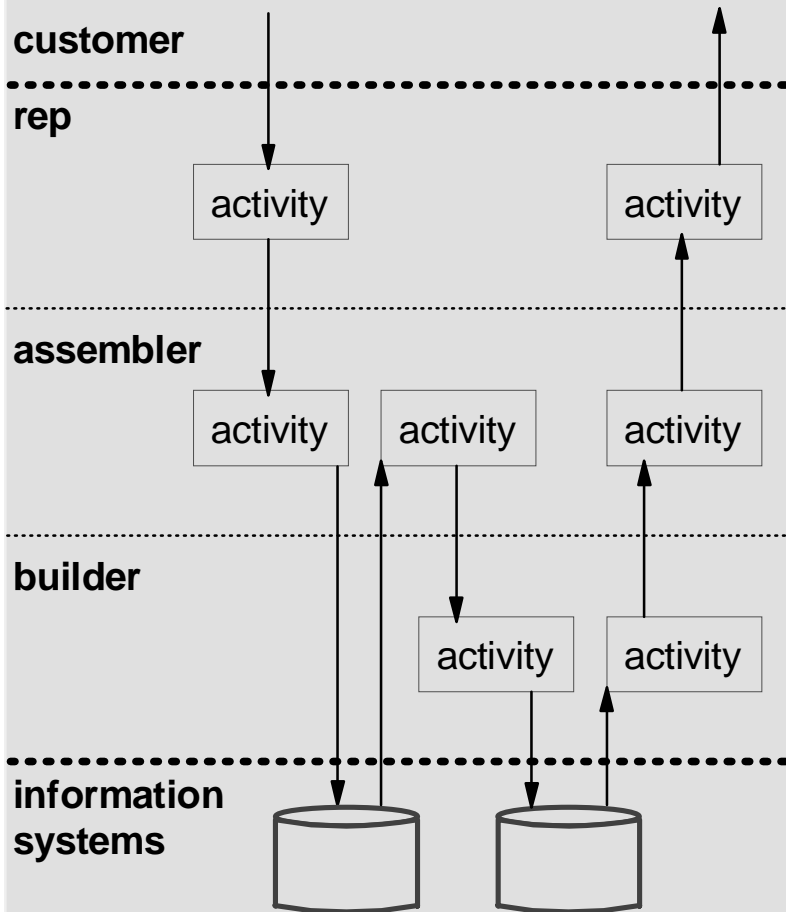 customer
rep
activity activity
assembler
activity activity activity
builder
activity activity
information
systems